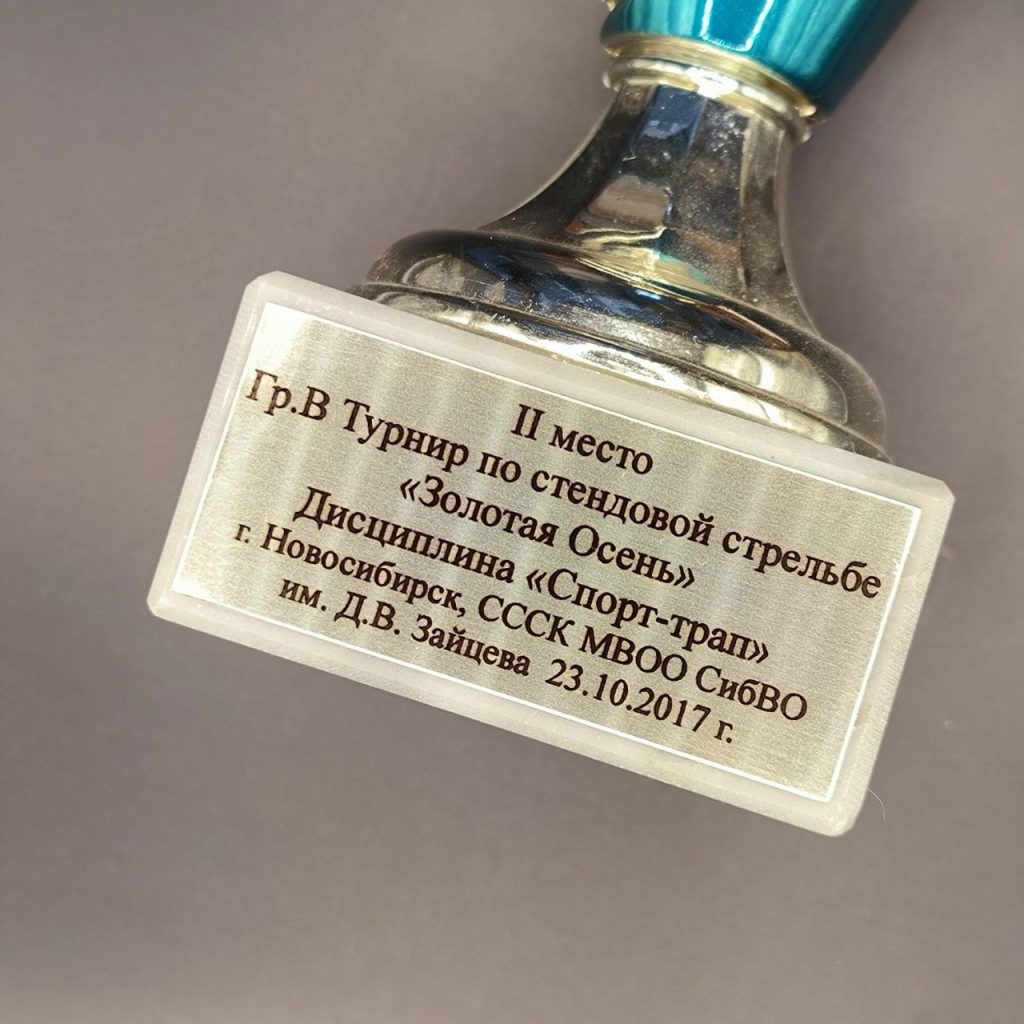 II место
Гр.В Турнир по стендовой стрельбе
«Золотая Осень»
Дисциплина «Спорт-трап»
г. Новосибирск, СССК МВОО СибВО
им. Д.В. Зайцева 23.10.2017 г.